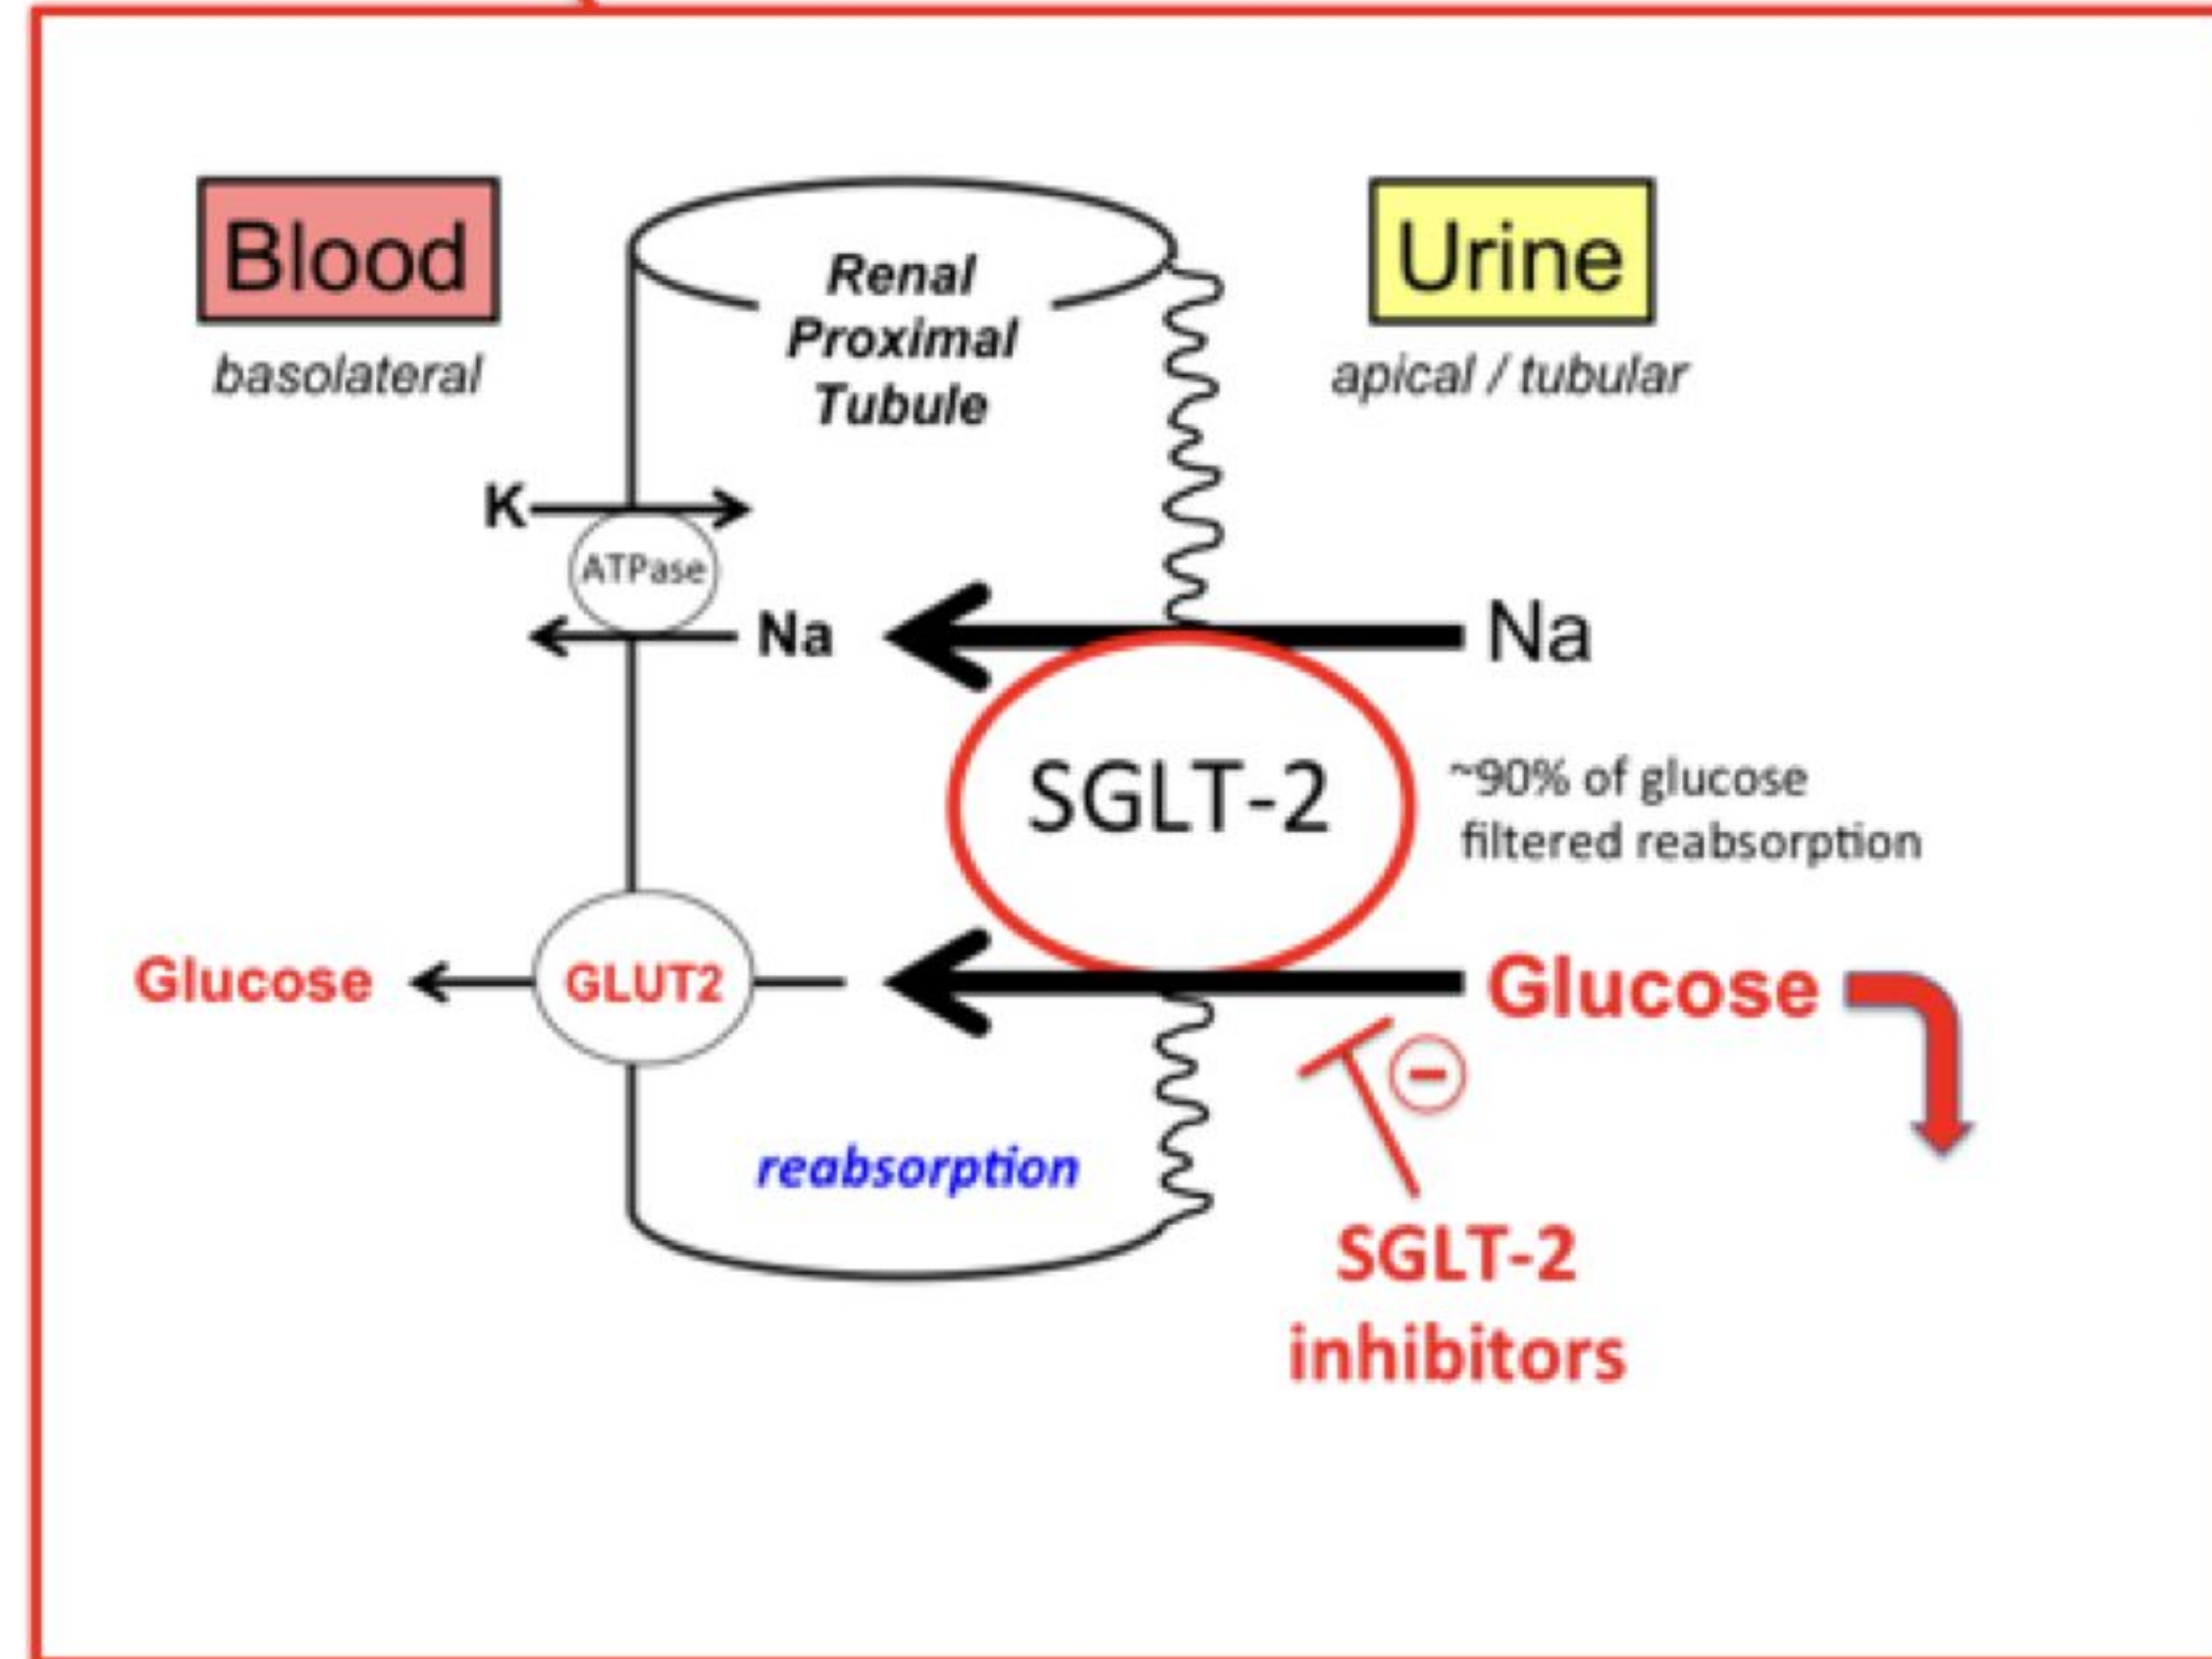 Blood
basolateral
Renal
Proximal
Tubule
Urine
apical / tubular
K
ATPase
Na
Na
SGLT-2
~90% of glucose
filtered reabsorption
Glucose
GLUT2
Glucose
−
reabsorption
SGLT-2
inhibitors